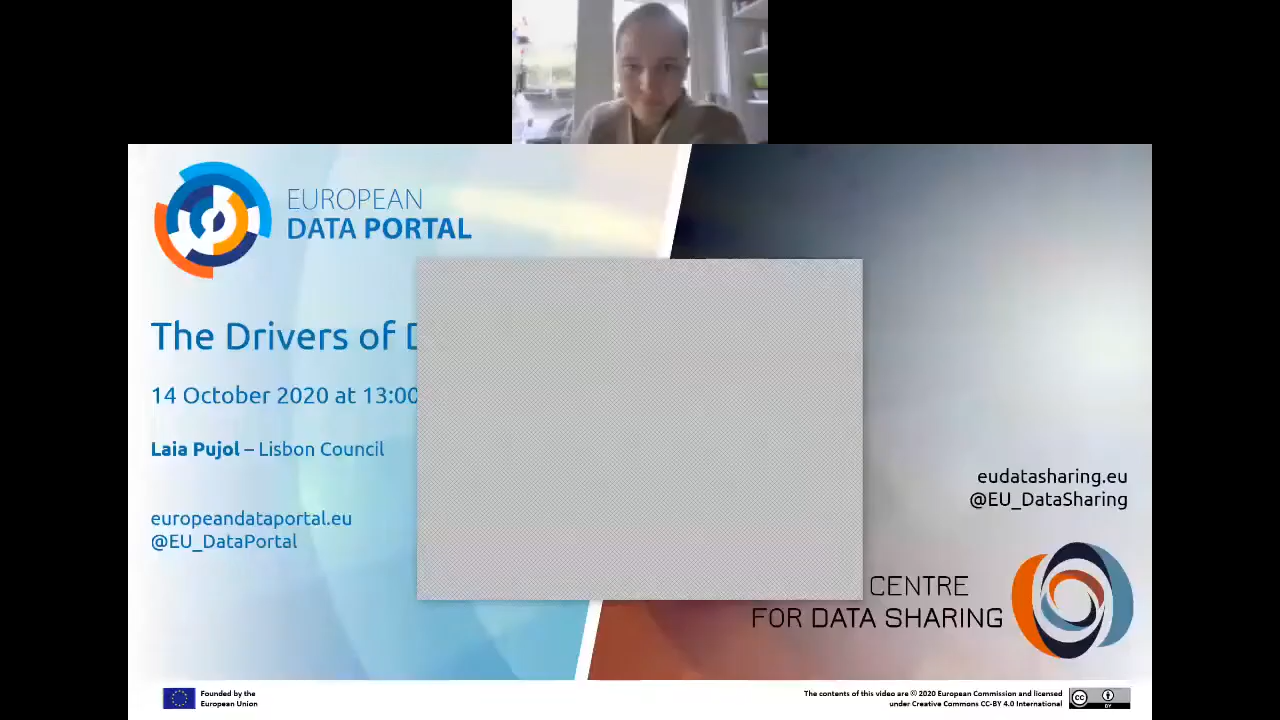 EUROPEAN
DATA PORTAL
The Drivers of
14 October 2020 at 13:00
Laia Pujol – Lisbon Council
europeandataportal.eu
@EU_DataPortal
eudatasharing.eu
@EU_DataSharing
CENTRE
FOR DATA SHARING
Founded by the
European Union
The contents of this video are © 2020 European Commission and licensed
under Creative Commons CC-BY 4.0 International
cc
BY